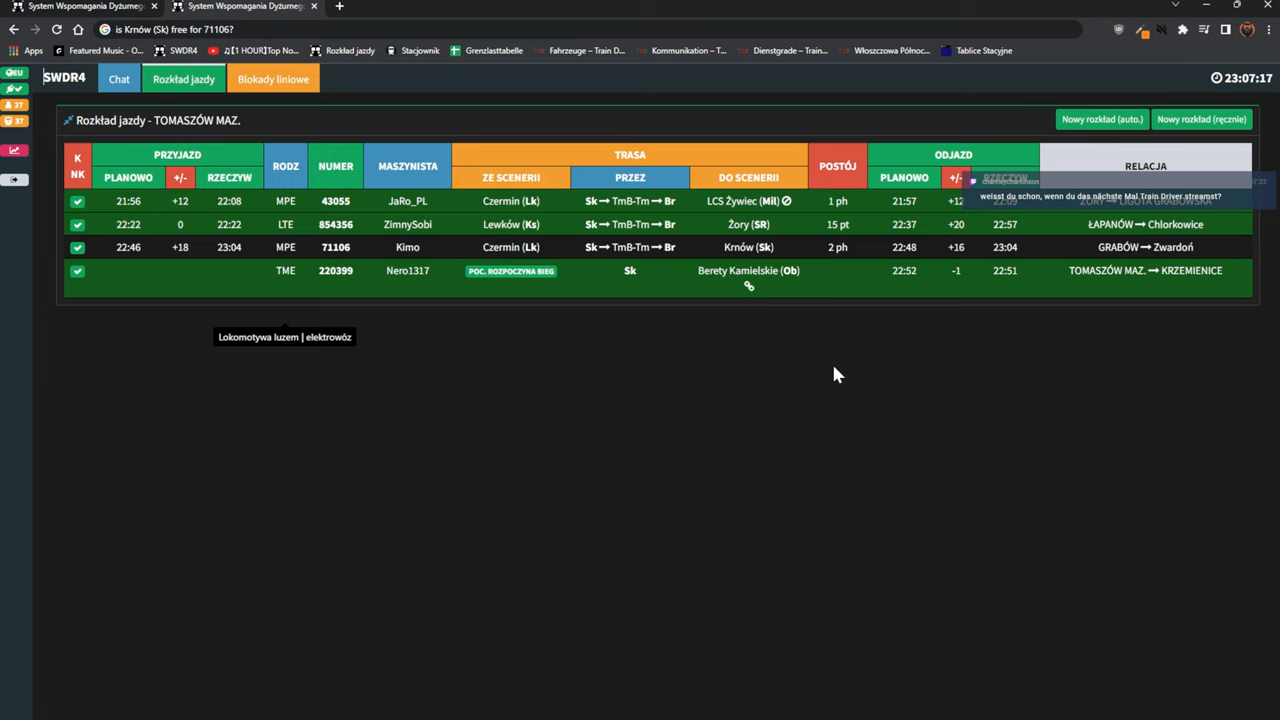 System Wspomagania Dyżurnego × System Wspomagania Dyżurnego × +
is Krnów (Sk) free for 71106?
Apps Featured Music - O... SWDR4 🎵[1 HOUR]Top No... Rozkład jazdy Stacjownik Grenzlasttabelle Fahrzeuge – Train D... Kommunikation – T... Dienstgrade – Train... Włoszczowa Północ... Tablice Stacyjne
EU SWDR4 Chat Rozkład jazdy Blokady liniowe 23:07:17
27
37
Rozkład jazdy - TOMASZÓW MAZ. Nowy rozkład (auto.) Nowy rozkład (ręcznie)
K NK PRZYJAZD RODZ NUMER MASZYNISTA TRASA POSTÓJ ODJAZD RELACJA
PLANOWO +/- RZECZYW ZE SCENERII PRZEZ DO SCENERII PLANOWO +/- RZECZYW
21:56 +12 22:08 MPE 43055 JaRo_PL Czermin (Lk) Sk → TmB-Tm → Br LCS Żywiec (Mil) 1 ph 21:57 +12 22:09 ŻORY → LIGOTA GRABOWSKA
weisst du schon, wenn du das nächste Mal Train Driver streamst?
22:22 0 22:22 LTE 854356 ZimnySobi Lewków (Ks) Sk → TmB-Tm → Br Żory (SR) 15 pt 22:37 +20 22:57 ŁAPANÓW → Chlorkowice
22:46 +18 23:04 MPE 71106 Kimo Czermin (Lk) Sk → TmB-Tm → Br Krnów (Sk) 2 ph 22:48 +16 23:04 GRABÓW → Zwardoń
TME 220399 Nero1317 POC. ROZPOCZYNA BIEG Sk Berety Kamielskie (Ob) 22:52 -1 22:51 TOMASZÓW MAZ. → KRZEMIENICE
Lokomotywa luzem | elektrowóz